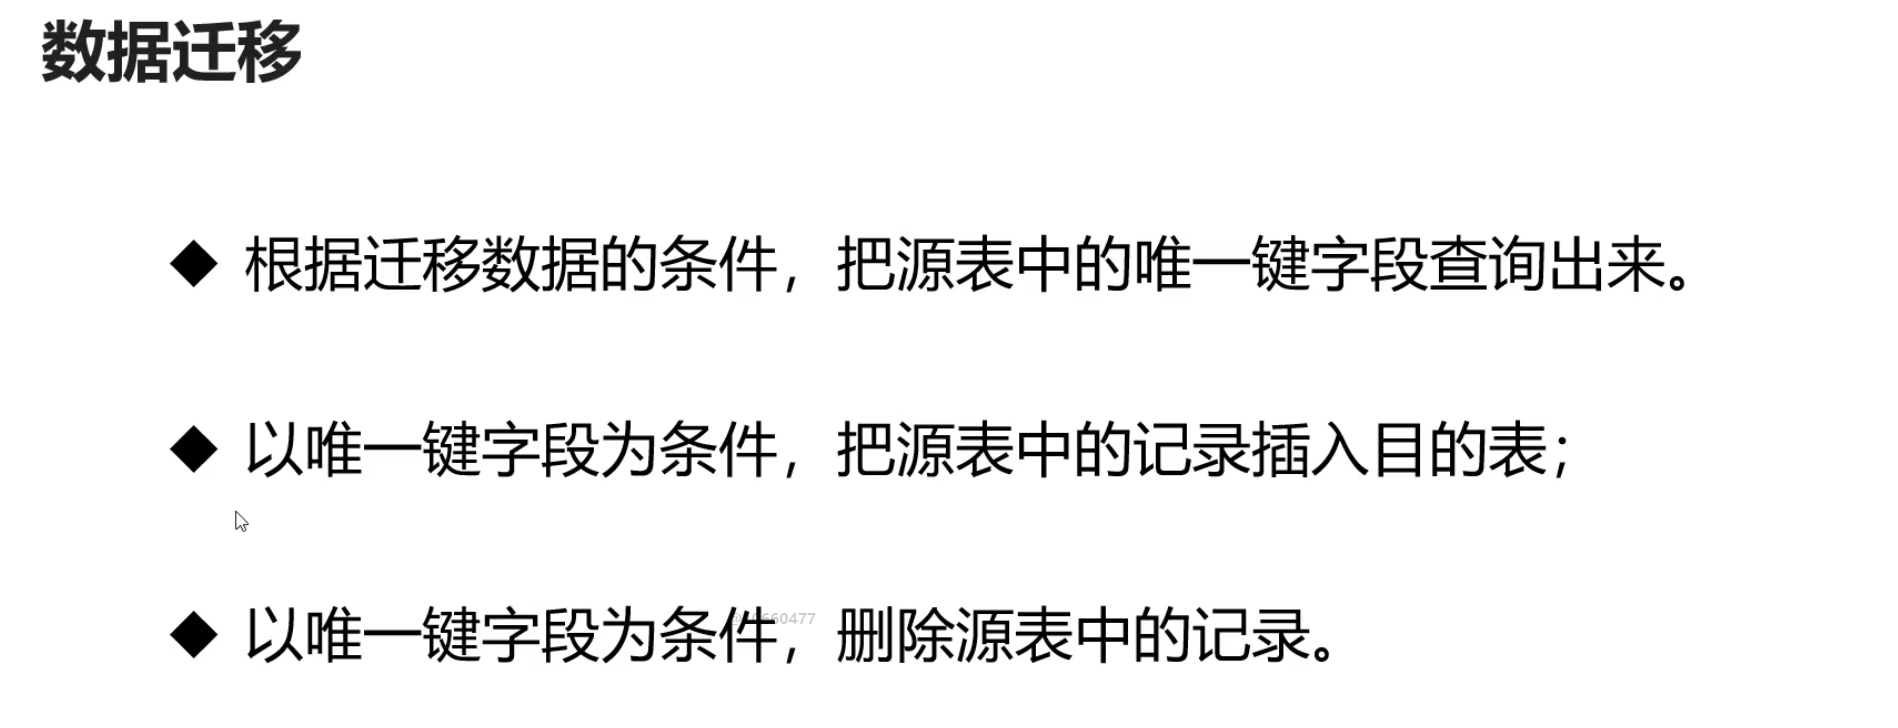 数据迁移
◆ 根据迁移数据的条件，把源表中的唯一键字段查询出来。
◆ 以唯一键字段为条件，把源表中的记录插入目的表；
◆ 以唯一键字段为条件，删除源表中的记录。